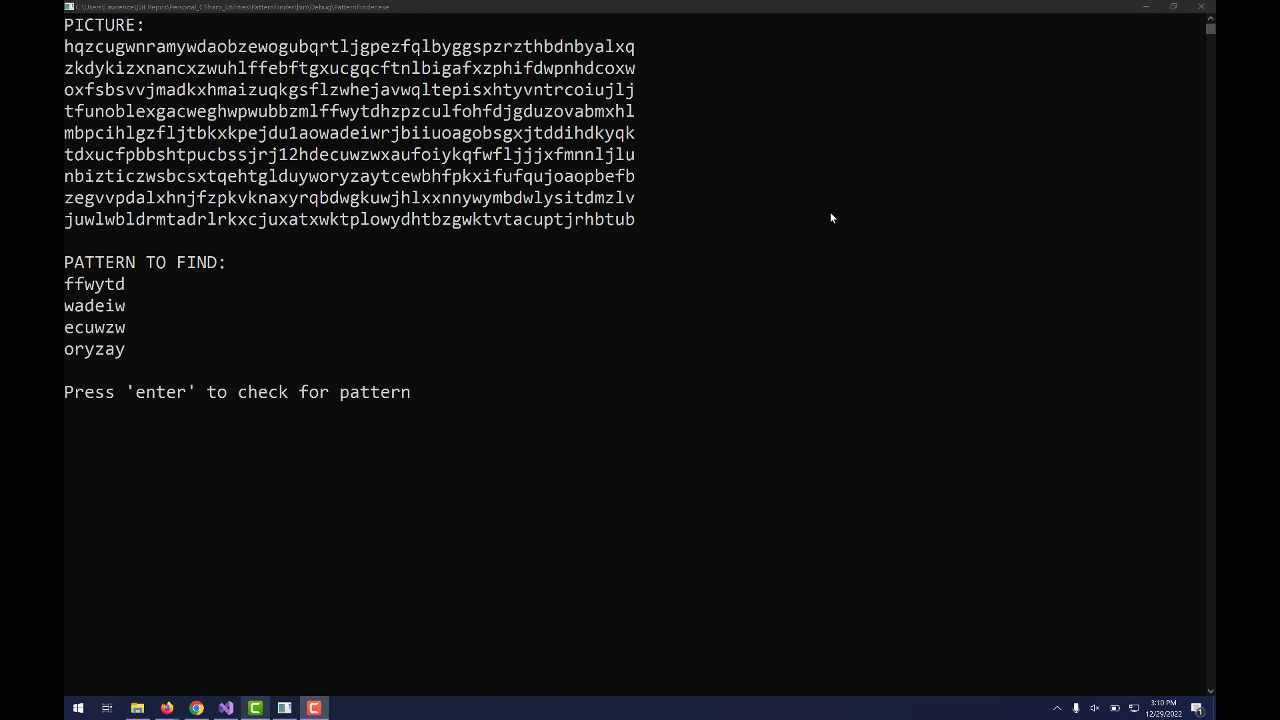 C:\Users\Lawrence\Git Repos\Personal_CSharp_Utilities\PatternFinder\bin\Debug\PatternFinder.exe
PICTURE:
hqzcugwnramywdaobzewogubqrtljgpezfqlbyggspzrzthbdnbyalxq
zkdykizxnancxzwuhlffebftgxucgqcftnlbigafxzphifdwpnhdcoxw
oxfsbsvvjmadkxhmaizuqkgsflzwhejavwqltepisxhtyvntrcoiujlj
tfunoblexgacweghwpwubbzmlffwytdhzpzculfohfdjgduzovabmxhl
mbpcihlgzfljtbkxkpejdu1aowadeiwrjbiiuoagobsgxjtddihdkyqk
tdxucfpbbshtpucbssjrj12hdecuwzwxaufoiykqfwfljjjxfmnnljlu
nbizticzwsbcsxtqehtglduyworyzaytcewbhfpkxifufqujoaopbefb
zegvvpdalxhnjfzpkvknaxyrqbdwgkuwjhlxxnnywymbdwlysitdmzlv
juwlwbldrmtadrlrkxcjuxatxwktplowydhtbzgwktvtacuptjrhbtub
PATTERN TO FIND:
ffwytd
wadeiw
ecuwzw
oryzay
Press 'enter' to check for pattern
3:10 PM
12/29/2022